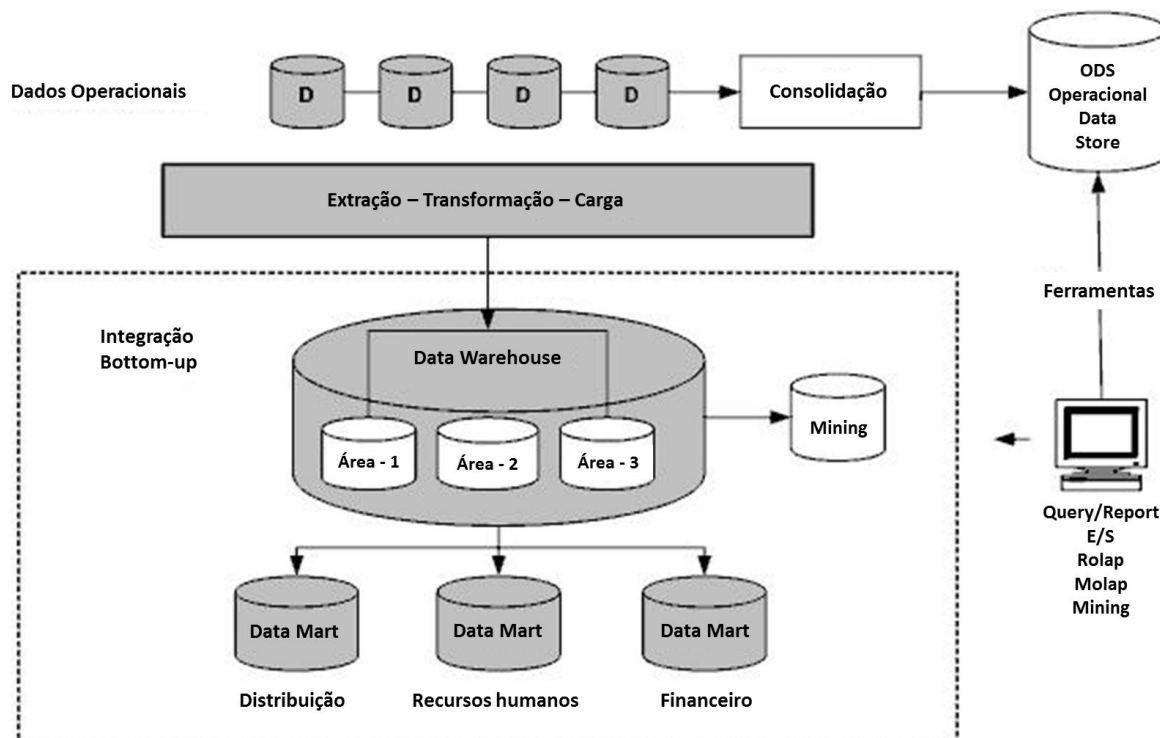 Dados Operacionais
D
D
D
D
Consolidação
ODS
Operacional
Data
Store
Extração – Transformação – Carga
Ferramentas
Integração
Bottom-up
Data Warehouse
Área - 1
Área - 2
Área - 3
Mining
Query/Report
E/S
Rolap
Molap
Mining
Data Mart
Data Mart
Data Mart
Distribuição
Recursos humanos
Financeiro